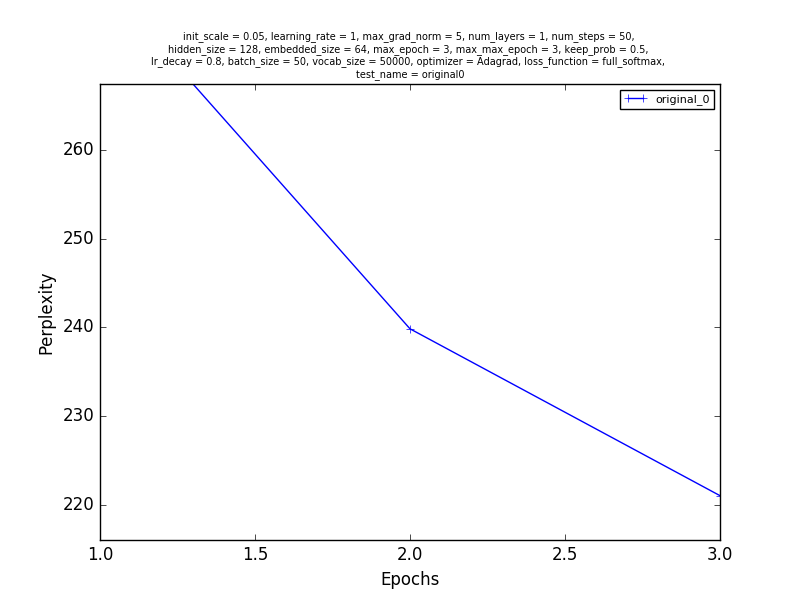 init_scale = 0.05, learning_rate = 1, max_grad_norm = 5, num_layers = 1, num_steps = 50,
hidden_size = 128, embedded_size = 64, max_epoch = 3, max_max_epoch = 3, keep_prob = 0.5,
lr_decay = 0.8, batch_size = 50, vocab_size = 50000, optimizer = Adagrad, loss_function = full_softmax,
test_name = original0
original_0
260
250
240
230
220
Perplexity
1.0 1.5 2.0 2.5 3.0
Epochs